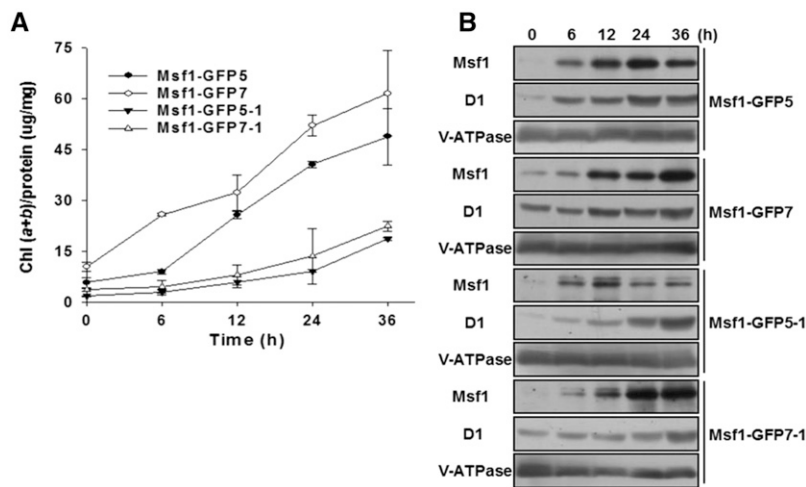 A
75
60
45
30
15
0
Chl (a+b)/protein (ug/mg)
Msf1-GFP5
Msf1-GFP7
Msf1-GFP5-1
Msf1-GFP7-1
0 6 12 24 36
Time (h)
B
0 6 12 24 36 (h)
Msf1
D1 Msf1-GFP5
V-ATPase
Msf1
D1 Msf1-GFP7
V-ATPase
Msf1
D1 Msf1-GFP5-1
V-ATPase
Msf1
D1 Msf1-GFP7-1
V-ATPase